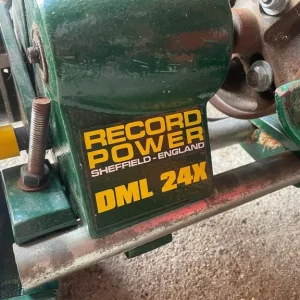 RECORD
POWER
SHEFFIELD - ENGLAND
DML 24X